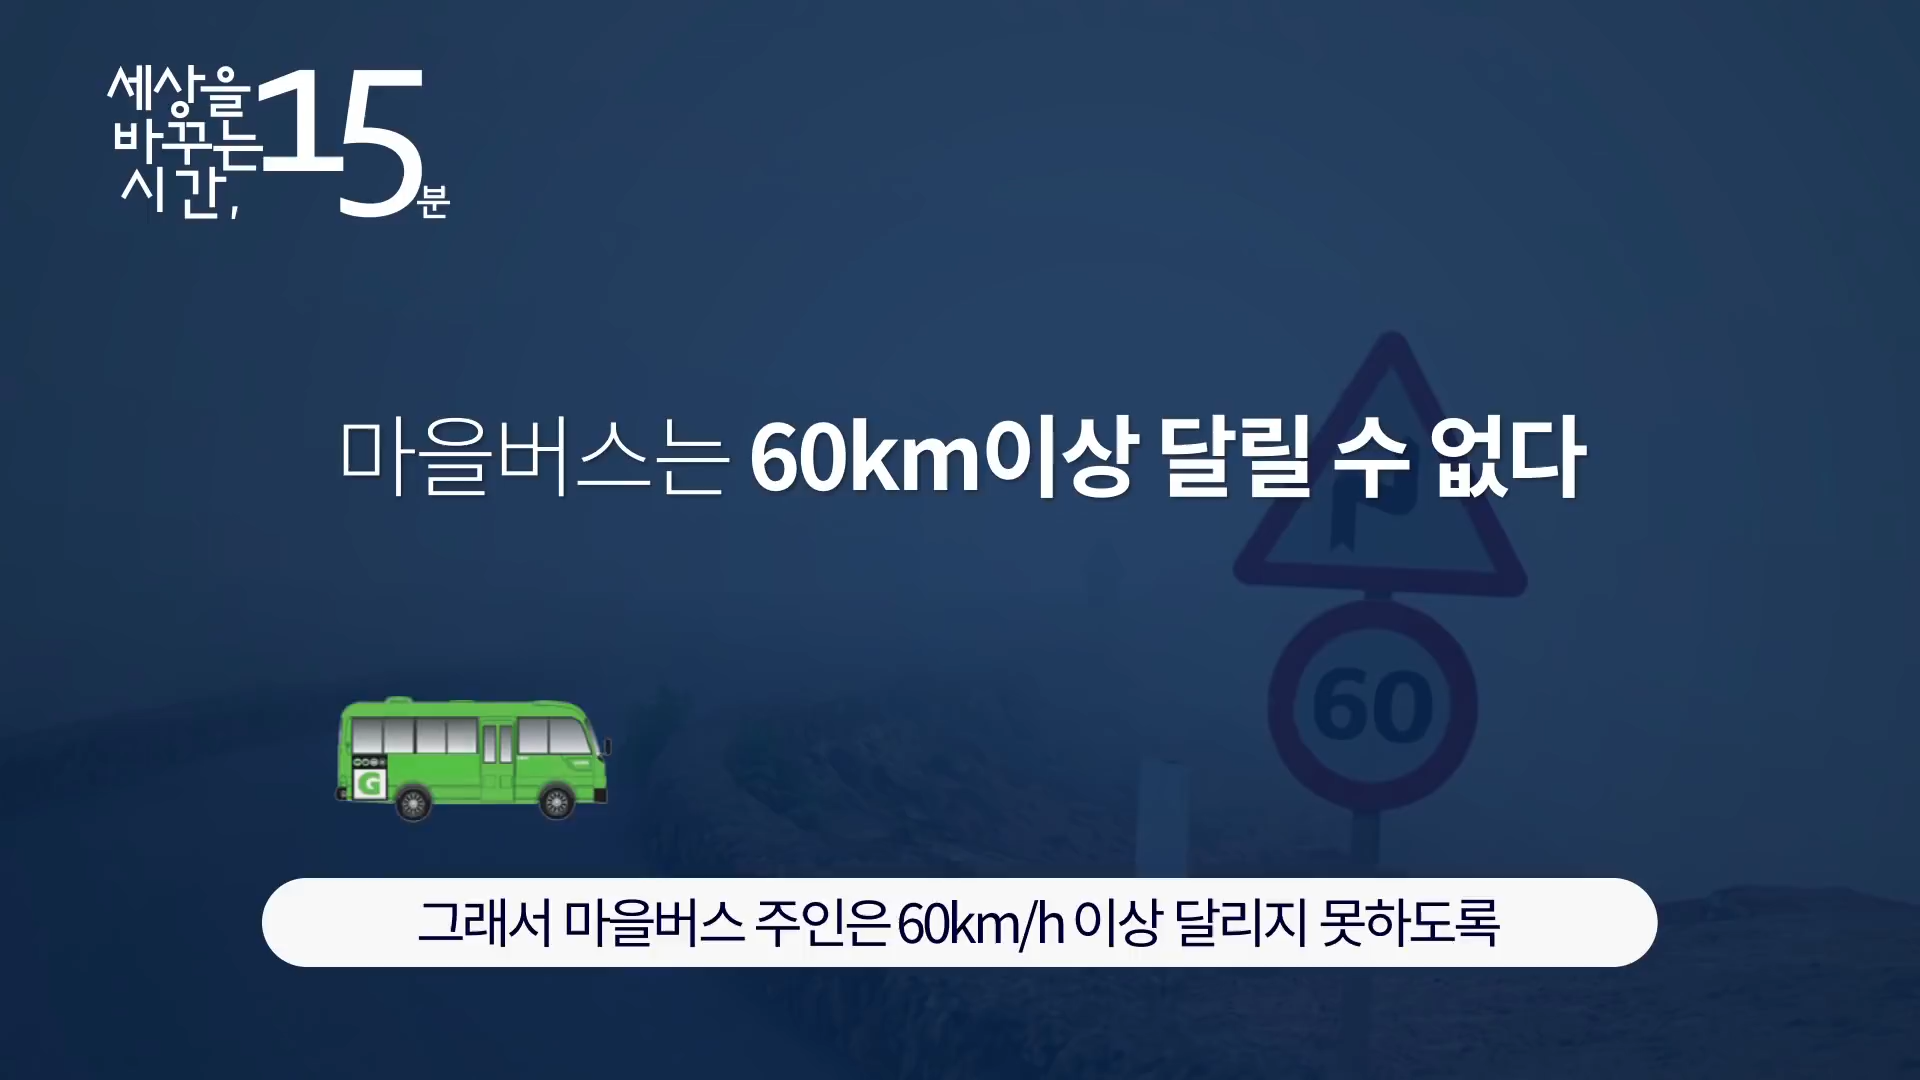 세상을
바꾸는
시간,
15분
마을버스는 60km이상 달릴 수 없다
60
G
그래서 마을버스 주인은 60km/h 이상 달리지 못하도록